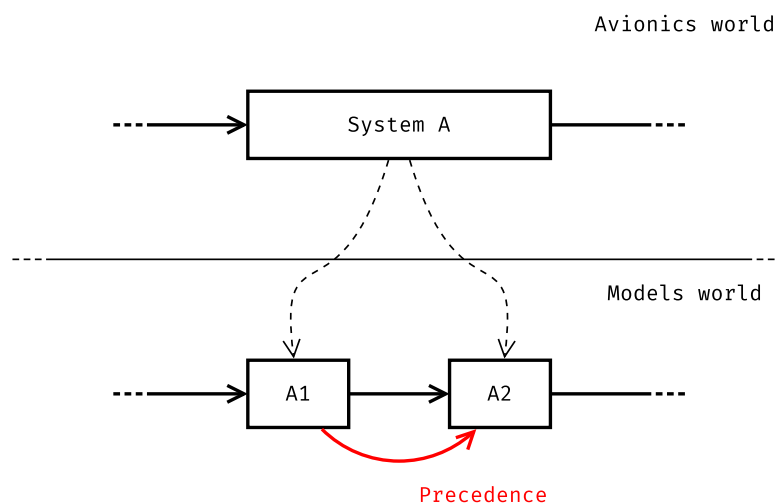 Avionics world
System A
Models world
A1
A2
Precedence